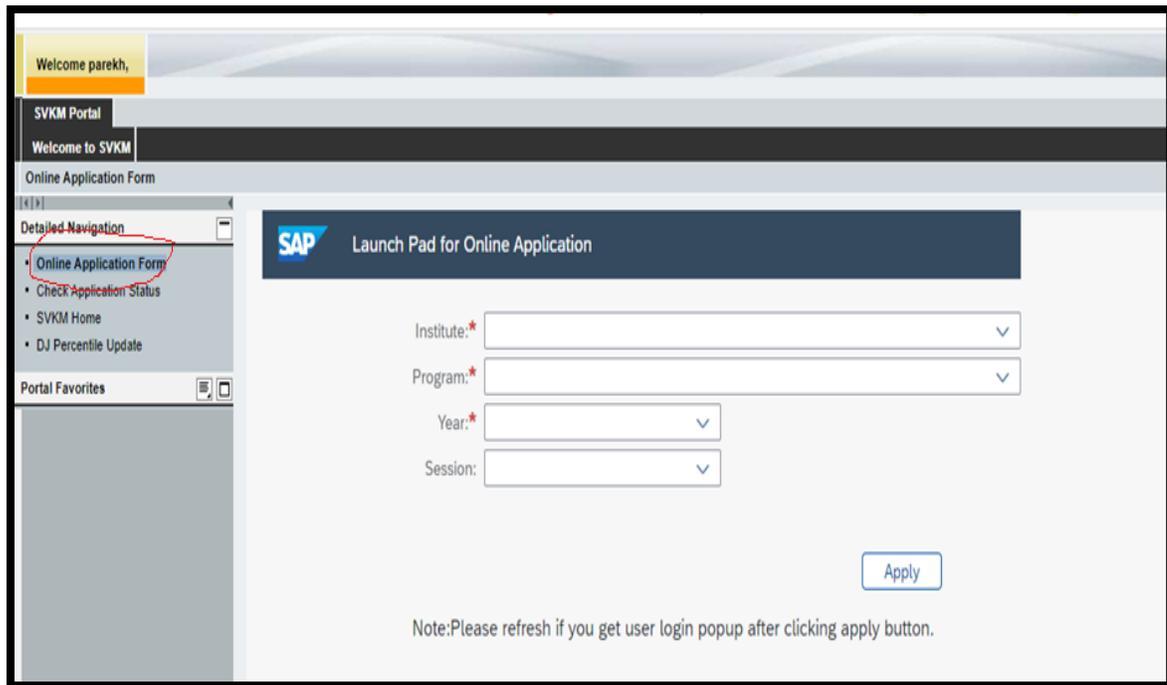 Welcome parekh,
SVKM Portal
Welcome to SVKM
Online Application Form
Detailed Navigation
• Online Application Form
• Check Application Status
• SVKM Home
• DJ Percentile Update
Portal Favorites
SAP Launch Pad for Online Application
Institute:*
Program:*
Year:*
Session:
Apply
Note:Please refresh if you get user login popup after clicking apply button.